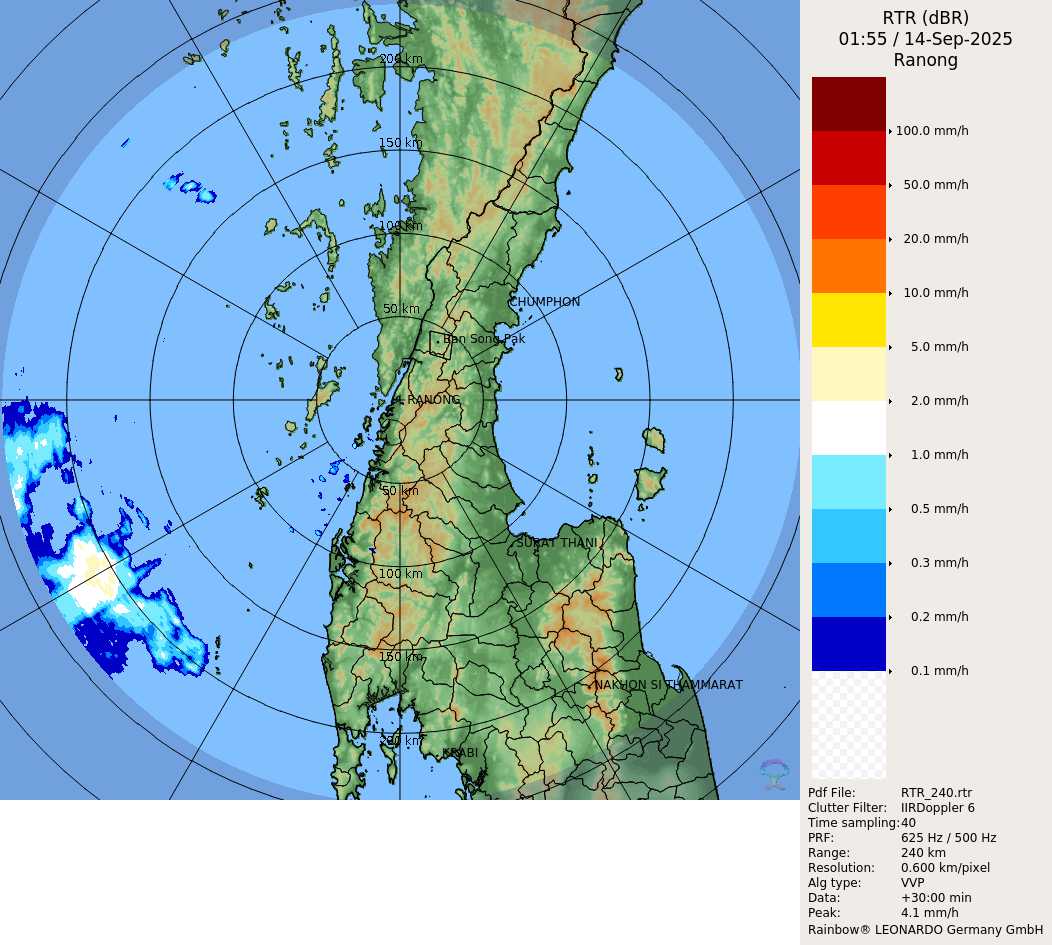 RTR (dBR)
01:55 / 14-Sep-2025
Ranong
100.0 mm/h
50.0 mm/h
20.0 mm/h
10.0 mm/h
5.0 mm/h
2.0 mm/h
1.0 mm/h
0.5 mm/h
0.3 mm/h
0.2 mm/h
0.1 mm/h
200 km
150 km
100 km
CHUMPHON
50 km
Ban Song Pak
RANONG
50 km
SURAT THANI
100 km
150 km
NAKHON SI THAMMARAT
200 km
KRABI
Pdf File: RTR_240.rtr
Clutter Filter: IIRDoppler 6
Time sampling:40
PRF: 625 Hz / 500 Hz
Range: 240 km
Resolution: 0.600 km/pixel
Alg type: VVP
Data: +30:00 min
Peak: 4.1 mm/h
Rainbow® LEONARDO Germany GmbH